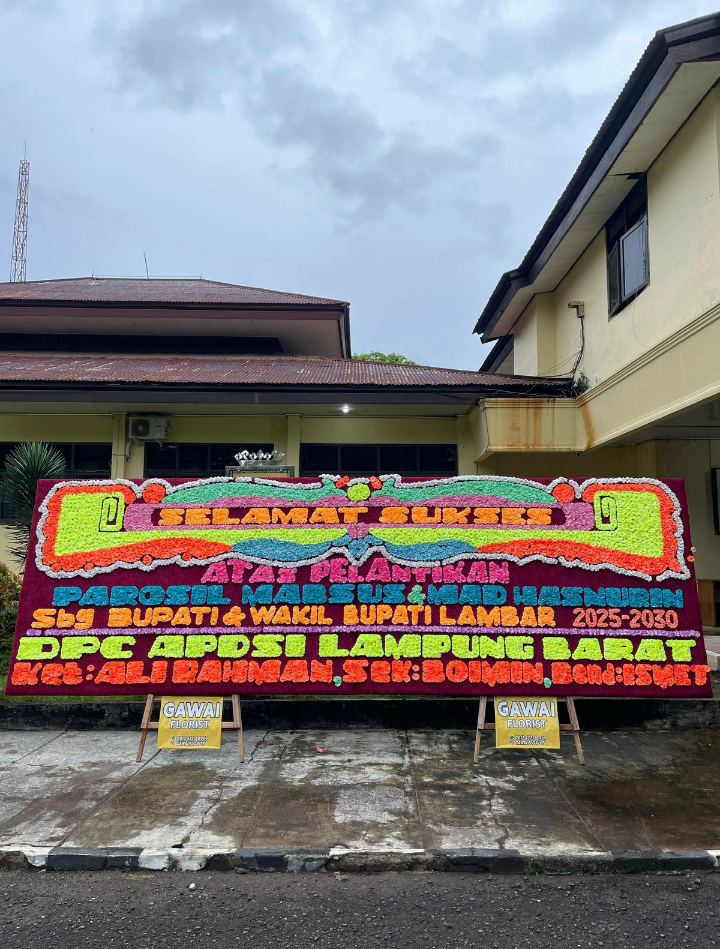 SELAMAT SUKSES
ATAS PELANTIKAN
PAROSIL MABSUS & MAD HASNURIN
Sbg BUPATI & WAKIL BUPATI LAMBAR 2025-2030
DPC APDSI LAMPUNG BARAT
Ket: ALI RAHMAN, Sek: BOIMIN, Bend: ISWET
GAWAI
FLORIST
GAWAI
FLORIST